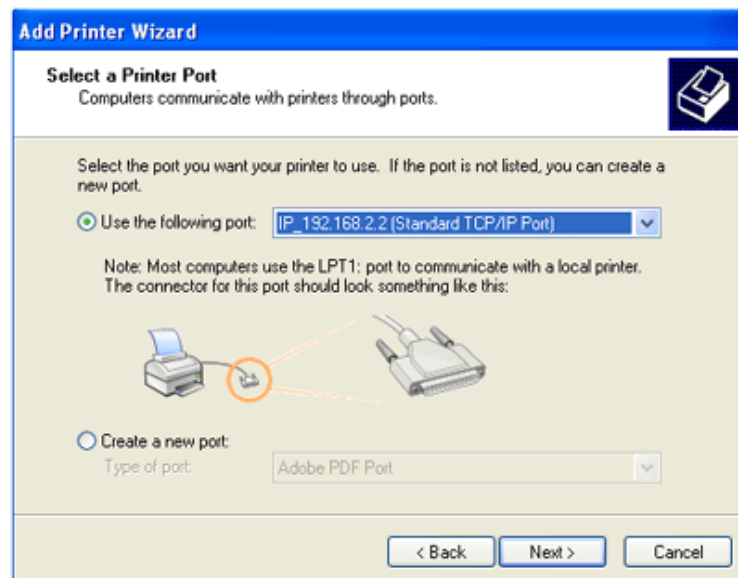 Add Printer Wizard
Select a Printer Port
Computers communicate with printers through ports.
Select the port you want your printer to use. If the port is not listed, you can create a
new port.
Use the following port: IP_192.168.2.2 (Standard TCP/IP Port)
Note: Most computers use the LPT1: port to communicate with a local printer.
The connector for this port should look something like this:
Create a new port:
Type of port: Adobe PDF Port
< Back Next > Cancel